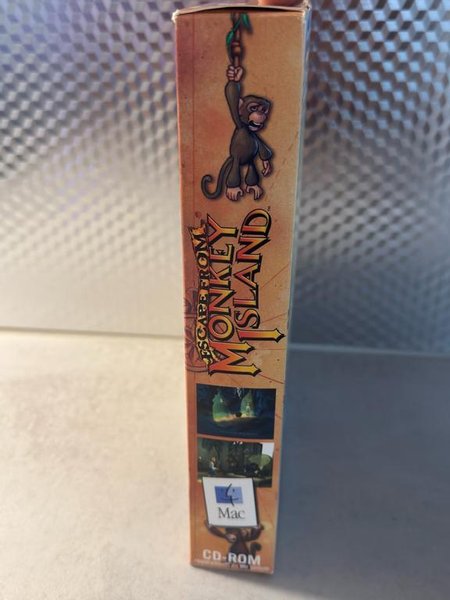 ESCAPE FROM
MONKEY
ISLAND
Mac
CD-ROM